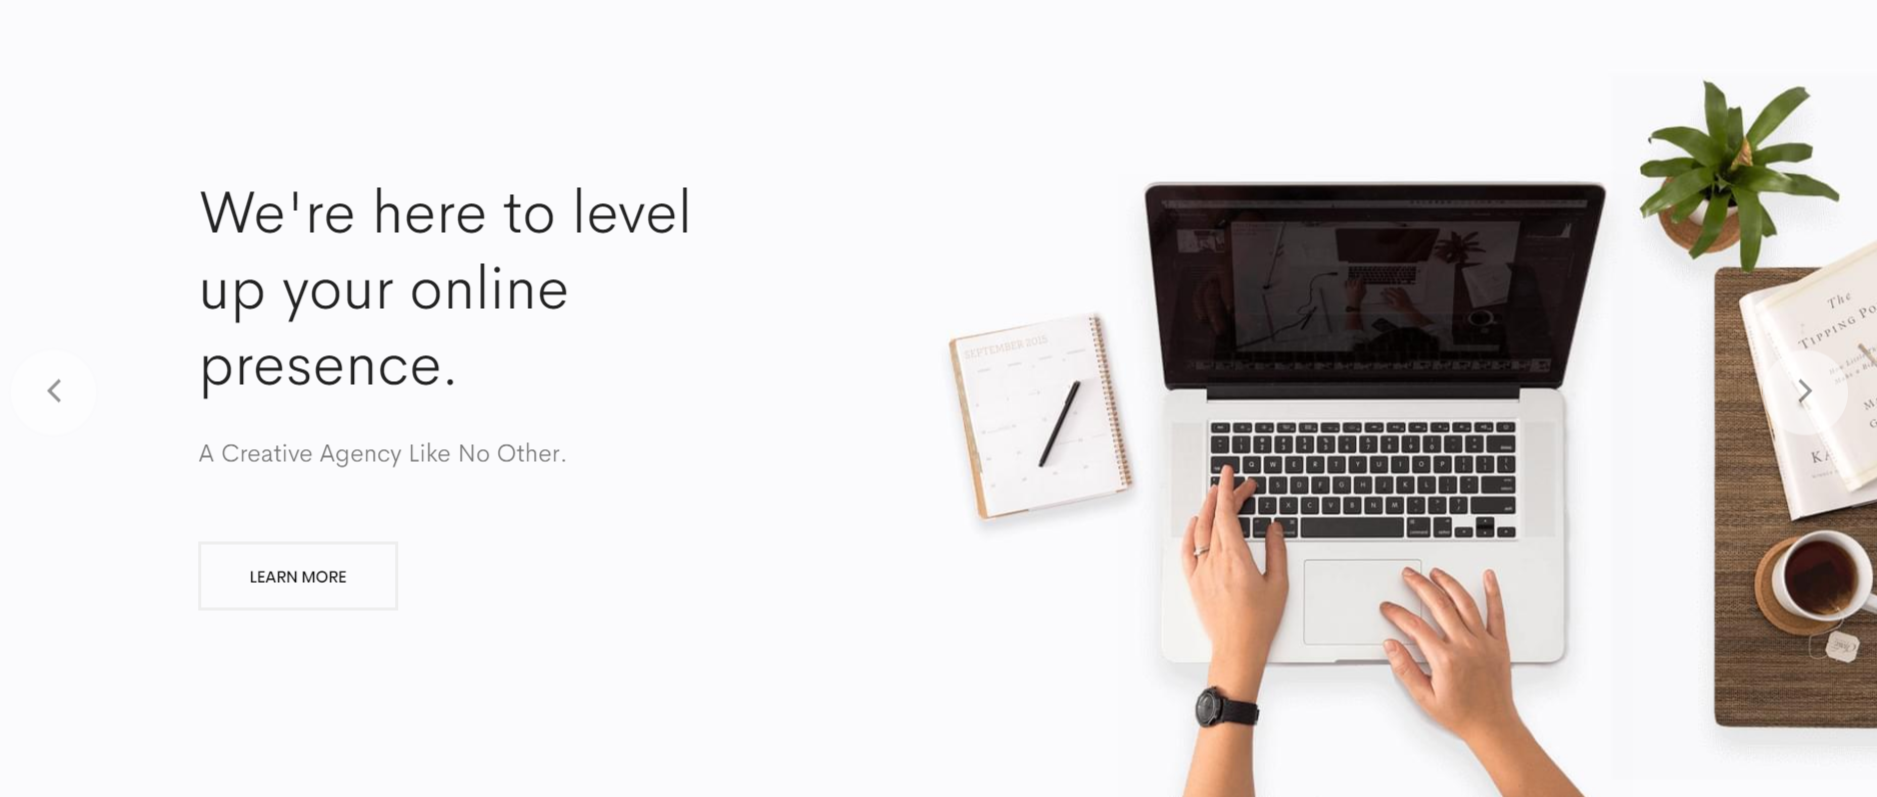 We're here to level
up your online
presence.
A Creative Agency Like No Other.
LEARN MORE
SEPTEMBER 2015
The
TIPPING PO